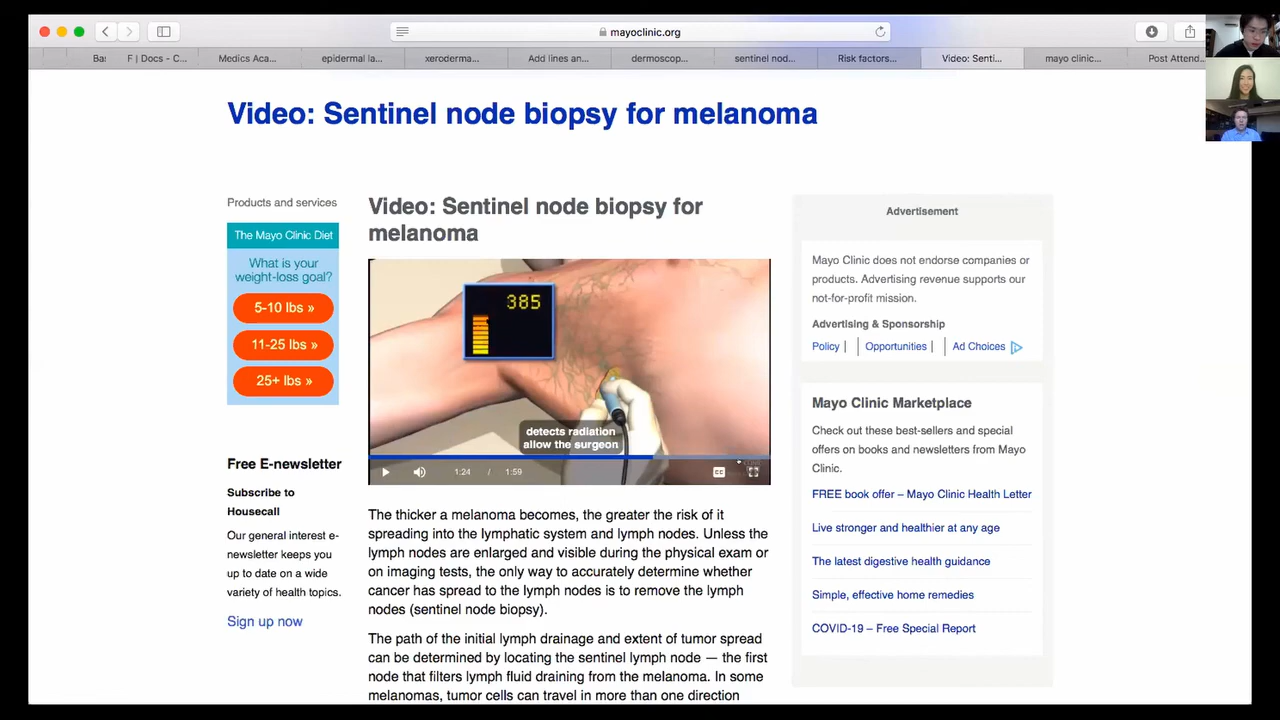 mayoclinic.org
Bas
F | Docs - C...
Medics Aca...
epidermal la...
xeroderma...
Add lines an...
dermoscop...
sentinel nod...
Risk factors...
Video: Senti...
mayo clinic...
Post Attend...
Video: Sentinel node biopsy for melanoma
Products and services
The Mayo Clinic Diet
What is your
weight-loss goal?
5-10 lbs »
11-25 lbs »
25+ lbs »
Free E-newsletter
Subscribe to
Housecall
Our general interest e-
newsletter keeps you
up to date on a wide
variety of health topics.
Sign up now
Video: Sentinel node biopsy for
melanoma
385
detects radiation
allow the surgeon
1:24 / 1:59
CC
The thicker a melanoma becomes, the greater the risk of it
spreading into the lymphatic system and lymph nodes. Unless the
lymph nodes are enlarged and visible during the physical exam or
on imaging tests, the only way to accurately determine whether
cancer has spread to the lymph nodes is to remove the lymph
nodes (sentinel node biopsy).
The path of the initial lymph drainage and extent of tumor spread
can be determined by locating the sentinel lymph node — the first
node that filters lymph fluid draining from the melanoma. In some
melanomas, tumor cells can travel in more than one direction
Advertisement
Mayo Clinic does not endorse companies or
products. Advertising revenue supports our
not-for-profit mission.
Advertising & Sponsorship
Policy | Opportunities | Ad Choices
Mayo Clinic Marketplace
Check out these best-sellers and special
offers on books and newsletters from Mayo
Clinic.
FREE book offer – Mayo Clinic Health Letter
Live stronger and healthier at any age
The latest digestive health guidance
Simple, effective home remedies
COVID-19 – Free Special Report